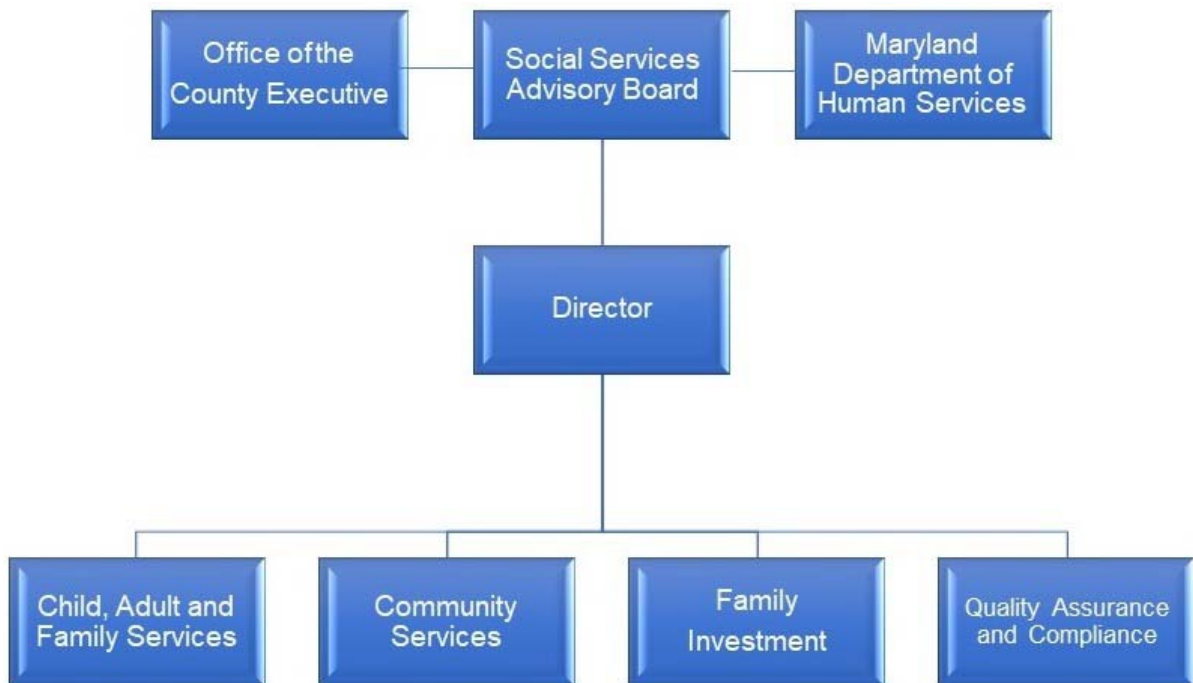 Office of the
County Executive
Social Services
Advisory Board
Maryland
Department of
Human Services
Director
Child, Adult and
Family Services
Community
Services
Family
Investment
Quality Assurance
and Compliance